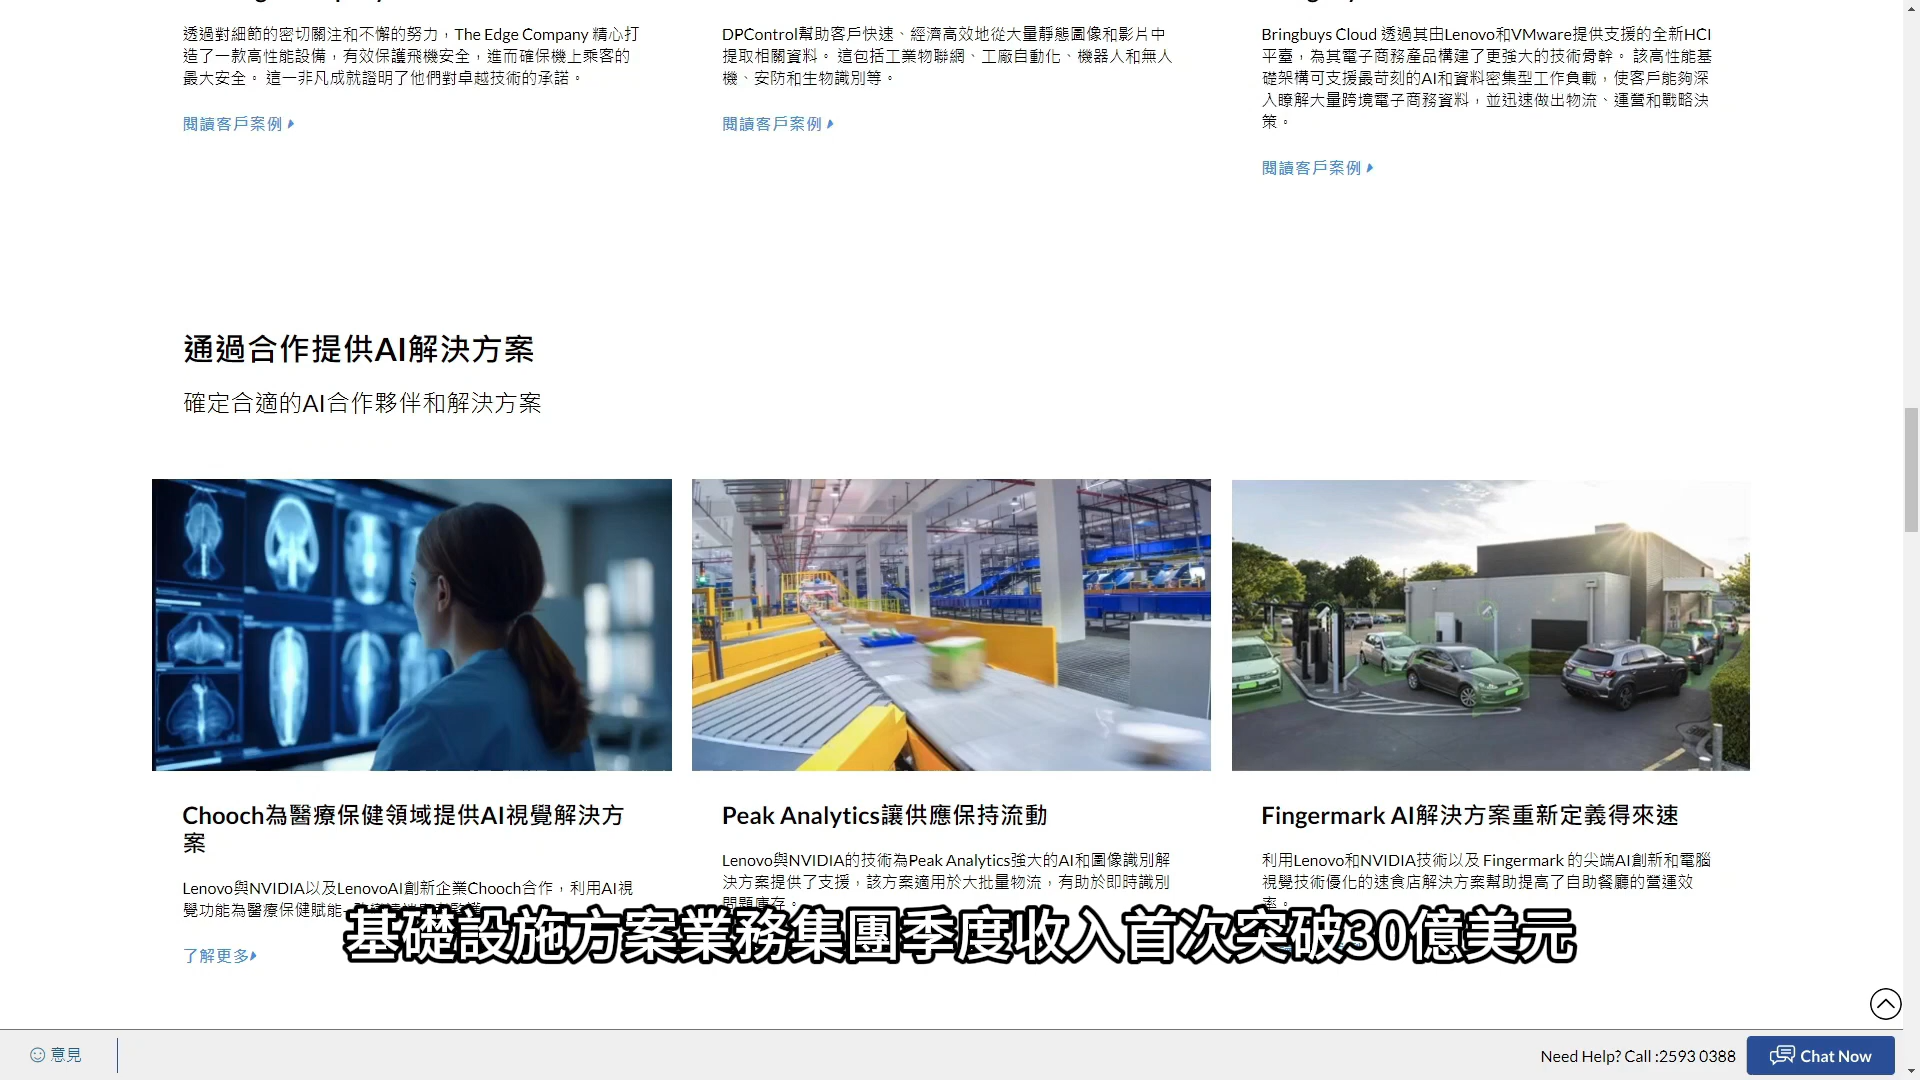 透過對細節的密切關注和不懈的努力，The Edge Company 精心打
造了一款高性能設備，有效保護飛機安全，進而確保機上乘客的
最大安全。 這一非凡成就證明了他們對卓越技術的承諾。
閱讀客戶案例
DPControl幫助客戶快速、經濟高效地從大量靜態圖像和影片中
提取相關資料。 這包括工業物聯網、工廠自動化、機器人和無人
機、安防和生物識別等。
閱讀客戶案例
Bringbuys Cloud 透過其由Lenovo和VMware提供支援的全新HCI
平臺，為其電子商務產品構建了更強大的技術骨幹。 該高性能基
礎架構可支援最苛刻的AI和資料密集型工作負載，使客戶能夠深
入瞭解大量跨境電子商務資料，並迅速做出物流、運營和戰略決
策。
閱讀客戶案例
通過合作提供AI解決方案
確定合適的AI合作夥伴和解決方案
Chooch為醫療保健領域提供AI視覺解決方
案
Lenovo與NVIDIA以及LenovoAI創新企業Chooch合作，利用AI視
覺功能為醫療保健賦能
了解更多
Peak Analytics讓供應保持流動
Lenovo與NVIDIA的技術為Peak Analytics強大的AI和圖像識別解
決方案提供了支援，該方案適用於大批量物流，有助於即時識別
問題庫存。
Fingermark AI解決方案重新定義得來速
利用Lenovo和NVIDIA技術以及 Fingermark 的尖端AI創新和電腦
視覺技術優化的速食店解決方案幫助提高了自助餐廳的營運效
率。
基礎設施方案業務集團季度收入首次突破30億美元
意見
Need Help? Call :2593 0388
Chat Now